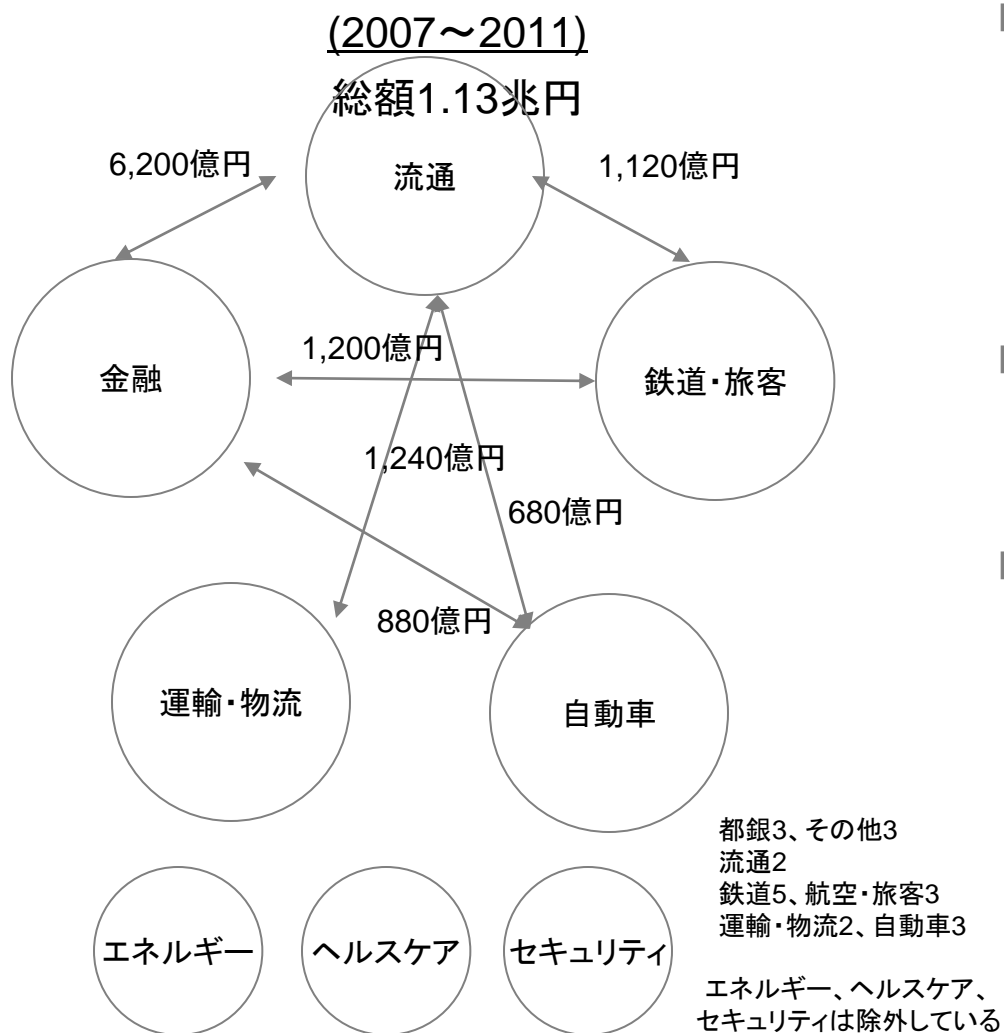 (2007～2011)
総額1.13兆円
6,200億円
流通
1,120億円
金融
1,200億円
鉄道・旅客
1,240億円
680億円
880億円
運輸・物流
自動車
都銀3、その他3
流通2
鉄道5、航空・旅客3
運輸・物流2、自動車3
エネルギー
ヘルスケア
セキュリティ
エネルギー、ヘルスケア、
セキュリティは除外している